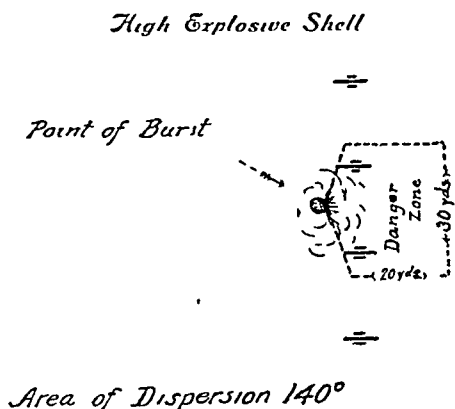 High Explosive Shell
Point of Burst
Danger
Zone
30 yds
20 yds
Area of Dispersion 140°